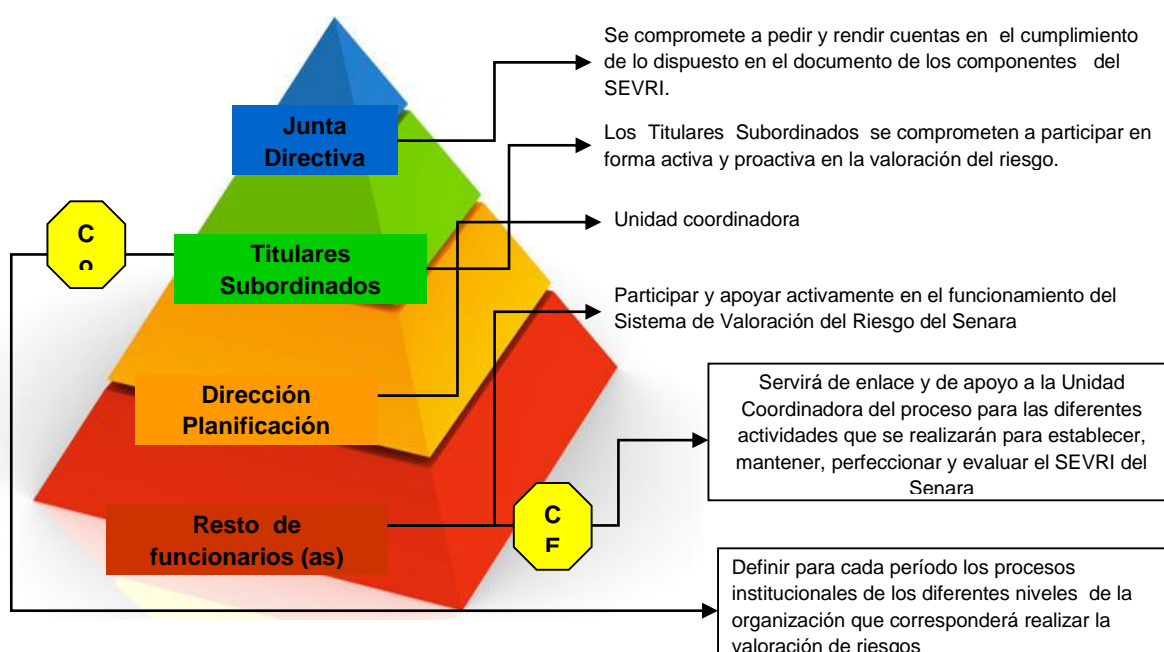 Se compromete a pedir y rendir cuentas en el cumplimiento
de lo dispuesto en el documento de los componentes del
SEVRI.
Junta
Directiva
Los Titulares Subordinados se comprometen a participar en
forma activa y proactiva en la valoración del riesgo.
Unidad coordinadora
C
Titulares
Subordinados
Participar y apoyar activamente en el funcionamiento del
Sistema de Valoración del Riesgo del Senara
Dirección
Planificación
Servirá de enlace y de apoyo a la Unidad
Coordinadora del proceso para las diferentes
actividades que se realizarán para establecer,
mantener, perfeccionar y evaluar el SEVRI del
Senara
Resto de
funcionarios (as)
C
Definir para cada período los procesos
institucionales de los diferentes niveles de la
organización que corresponderá realizar la
valoración de riesgos